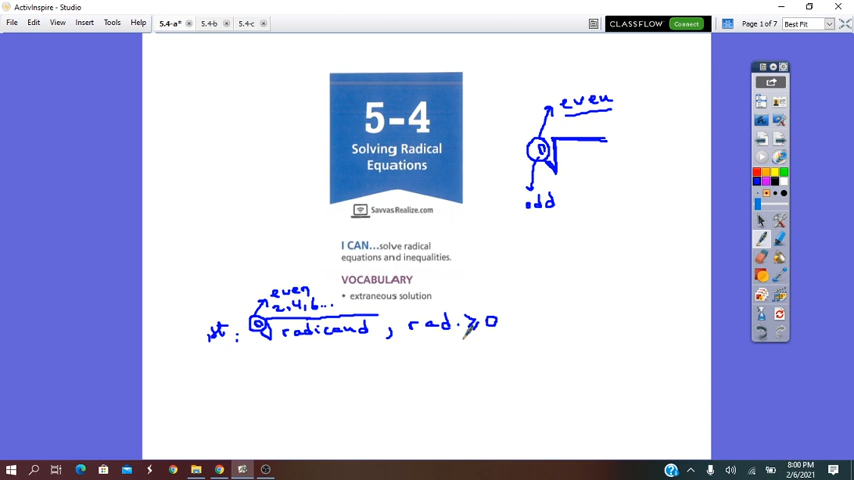 ActivInspire - Studio
File Edit View Insert Tools Help
5.4-a* 5.4-b 5.4-c
CLASSFLOW Connect
Page 1 of 7 Best Fit
5-4
Solving Radical
Equations
SavvasRealize.com
I CAN...solve radical
equations and inequalities.
VOCABULARY
• extraneous solution
even
n
odd
even
2, 4, 6...
1st: n√radicand , rad. ≥ 0
8:00 PM
2/6/2021